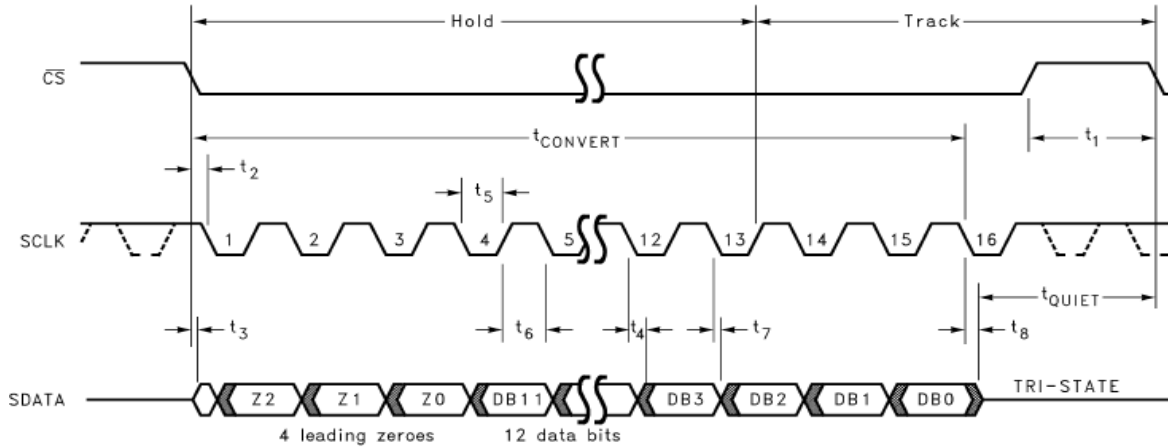 Hold Track
C̅S̅
tCONVERT t1
t2
t5
SCLK 1 2 3 4 5 12 13 14 15 16
tQUIET
t3 t6 t4 t7 t8
SDATA Z2 Z1 Z0 DB11 DB3 DB2 DB1 DB0 TRI-STATE
4 leading zeroes 12 data bits